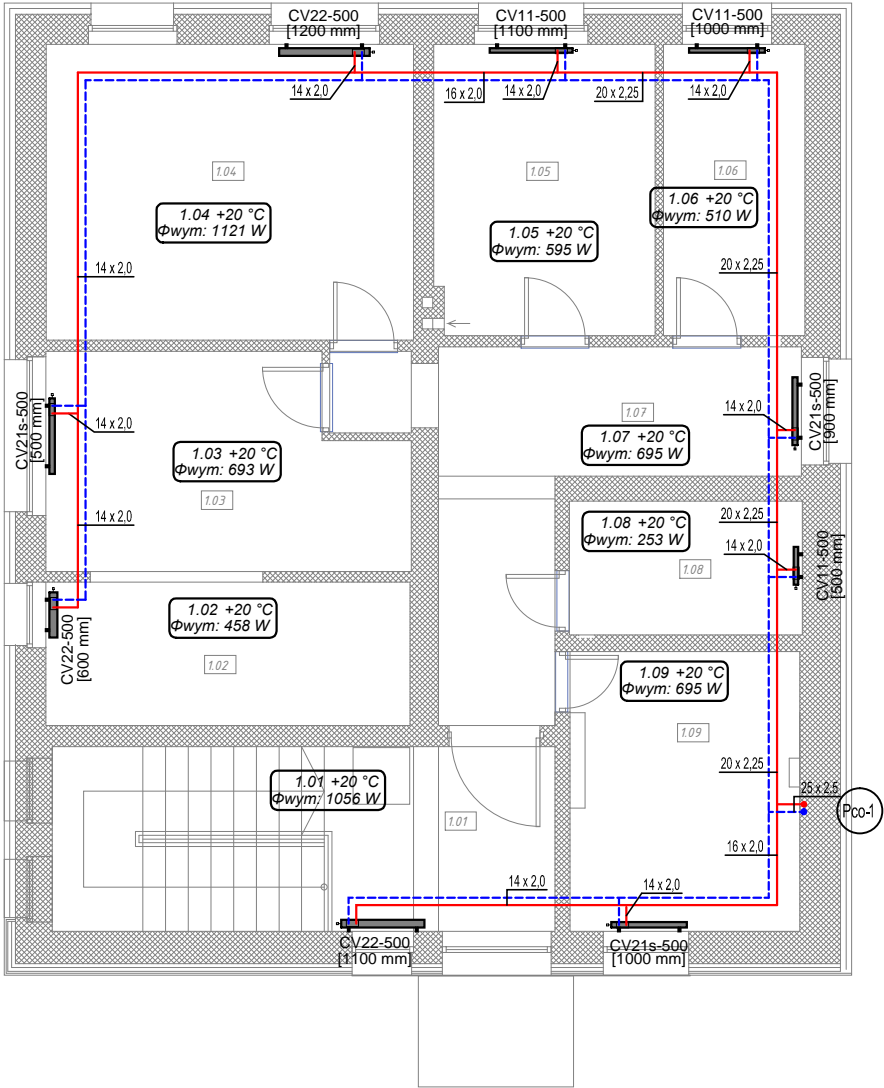 CV22-500
[1200 mm]
CV11-500
[1100 mm]
CV11-500
[1000 mm]
14 x 2,0
16 x 2,0
14 x 2,0
20 x 2,25
14 x 2,0
1.04
1.05
1.06
1.04 +20 °C
Φwym: 1121 W
1.05 +20 °C
Φwym: 595 W
1.06 +20 °C
Φwym: 510 W
14 x 2,0
20 x 2,25
CV21s-500
[500 mm]
14 x 2,0
1.03 +20 °C
Φwym: 693 W
1.03
14 x 2,0
1.07
1.07 +20 °C
Φwym: 695 W
14 x 2,0
CV21s-500
[900 mm]
20 x 2,25
1.08 +20 °C
Φwym: 253 W
14 x 2,0
1.08
CV11-500
[500 mm]
1.02 +20 °C
Φwym: 458 W
1.02
CV22-500
[600 mm]
1.09 +20 °C
Φwym: 695 W
1.09
20 x 2,25
25 x 2,5
Pco-1
16 x 2,0
1.01 +20 °C
Φwym: 1056 W
1.01
14 x 2,0
14 x 2,0
CV22-500
[1100 mm]
CV21s-500
[1000 mm]